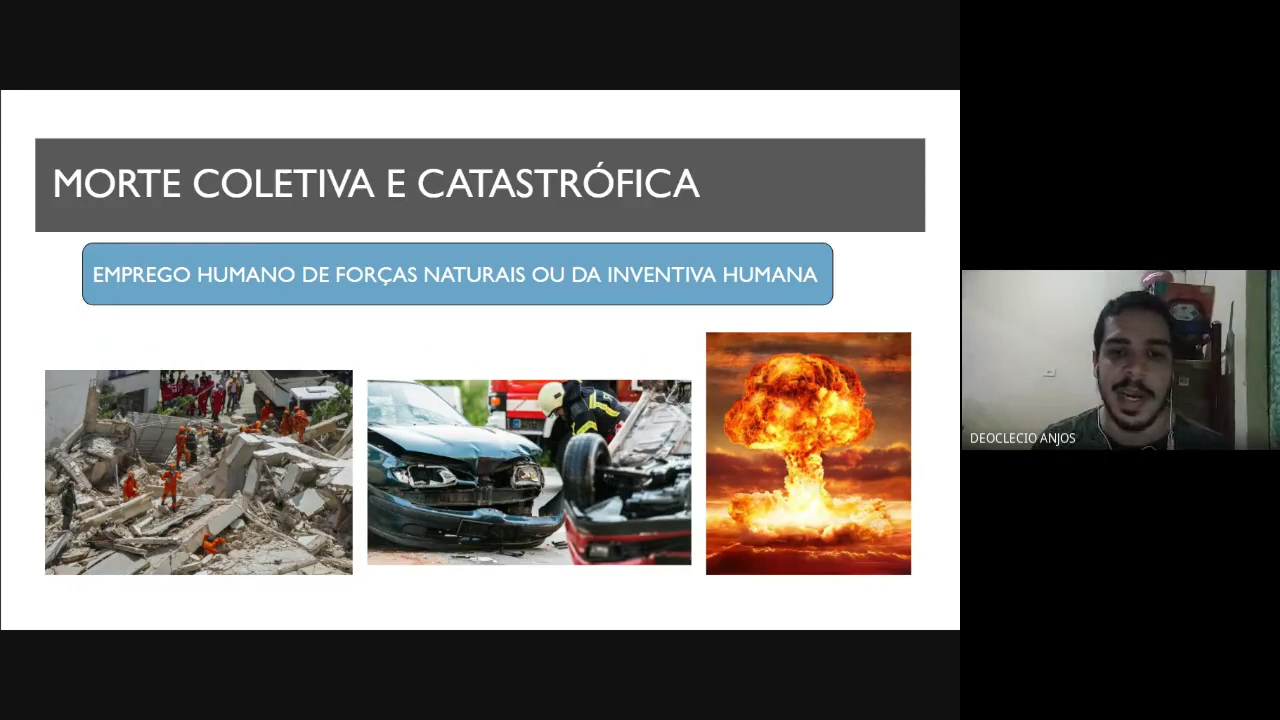 MORTE COLETIVA E CATASTRÓFICA
EMPREGO HUMANO DE FORÇAS NATURAIS OU DA INVENTIVA HUMANA
DEOCLECIO ANJOS